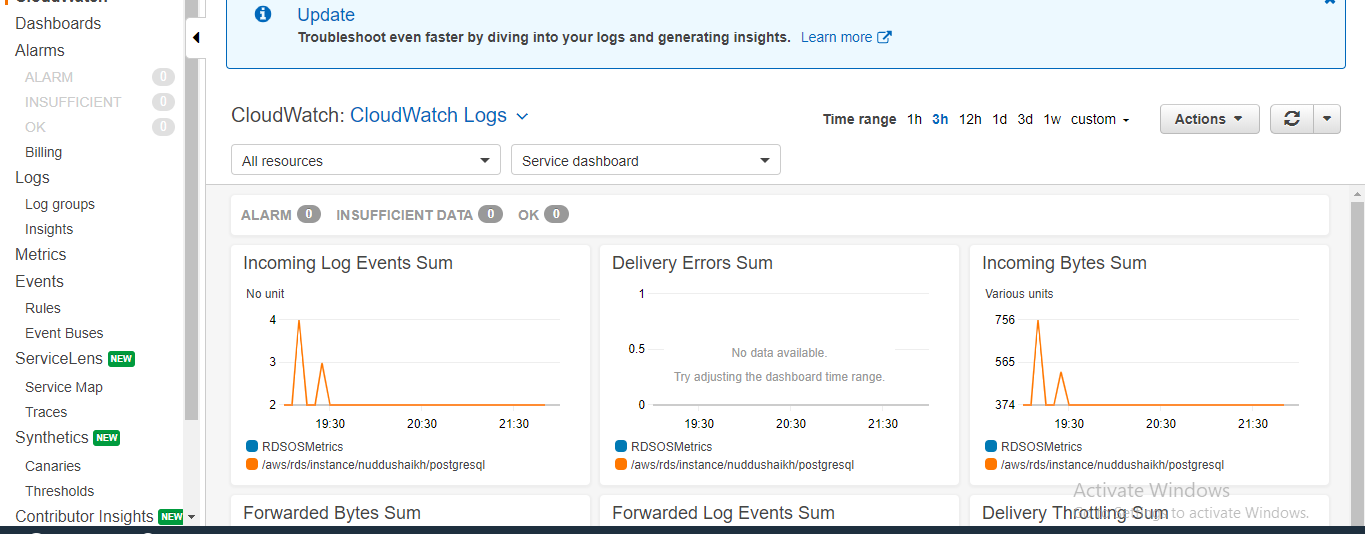 CloudWatch
Dashboards
Alarms
ALARM 0
INSUFFICIENT 0
OK 0
Billing
Logs
Log groups
Insights
Metrics
Events
Rules
Event Buses
ServiceLens NEW
Service Map
Traces
Synthetics NEW
Canaries
Thresholds
Contributor Insights NEW
Update
Troubleshoot even faster by diving into your logs and generating insights. Learn more
CloudWatch: CloudWatch Logs
Time range 1h 3h 12h 1d 3d 1w custom
Actions
All resources
Service dashboard
ALARM 0 INSUFFICIENT DATA 0 OK 0
Incoming Log Events Sum
No unit
4
3
2
19:30 20:30 21:30
RDSOSMetrics
/aws/rds/instance/nuddushaikh/postgresql
Delivery Errors Sum
1
0.5
0
No data available.
Try adjusting the dashboard time range.
19:30 20:30 21:30
RDSOSMetrics
/aws/rds/instance/nuddushaikh/postgresql
Incoming Bytes Sum
Various units
756
565
374
19:30 20:30 21:30
RDSOSMetrics
/aws/rds/instance/nuddushaikh/postgresql
Forwarded Bytes Sum
Forwarded Log Events Sum
Delivery Throttling Sum
Activate Windows
to activate Windows.